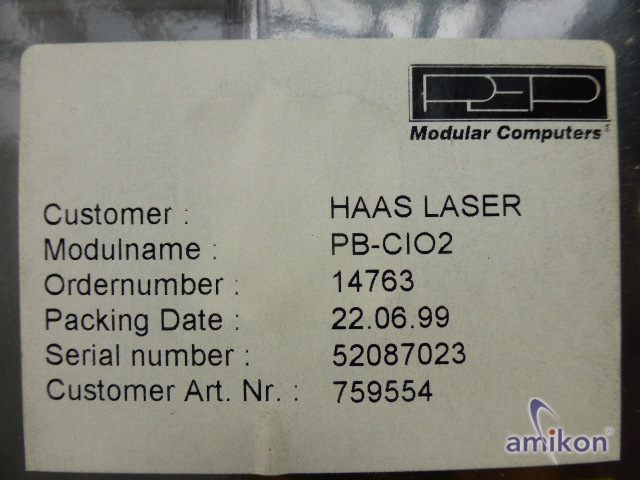 PEP
Modular Computers®
Customer : HAAS LASER
Modulname : PB-CIO2
Ordernumber : 14763
Packing Date : 22.06.99
Serial number : 52087023
Customer Art. Nr. : 759554
amikon®